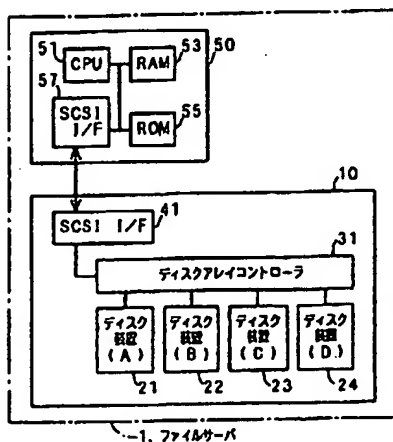 51
CPU
53
RAM
50
57
SCSI
I/F
55
ROM
10
SCSI I/F
41
31
ディスクアレイコントローラ
ディスク
装置
(A)
ディスク
装置
(B)
ディスク
装置
(C)
ディスク
装置
(D.)
21
22
23
24
1, ファイルサーバ